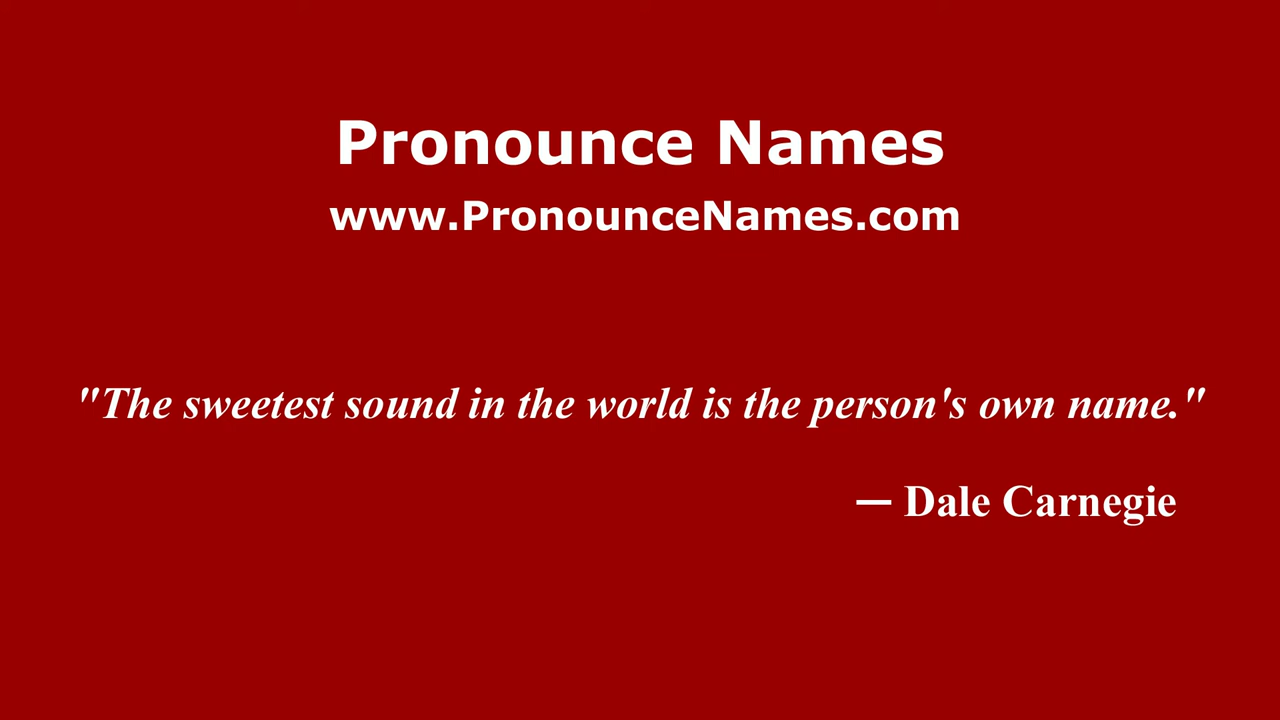 Pronounce Names
www.PronounceNames.com
"The sweetest sound in the world is the person's own name."
— Dale Carnegie